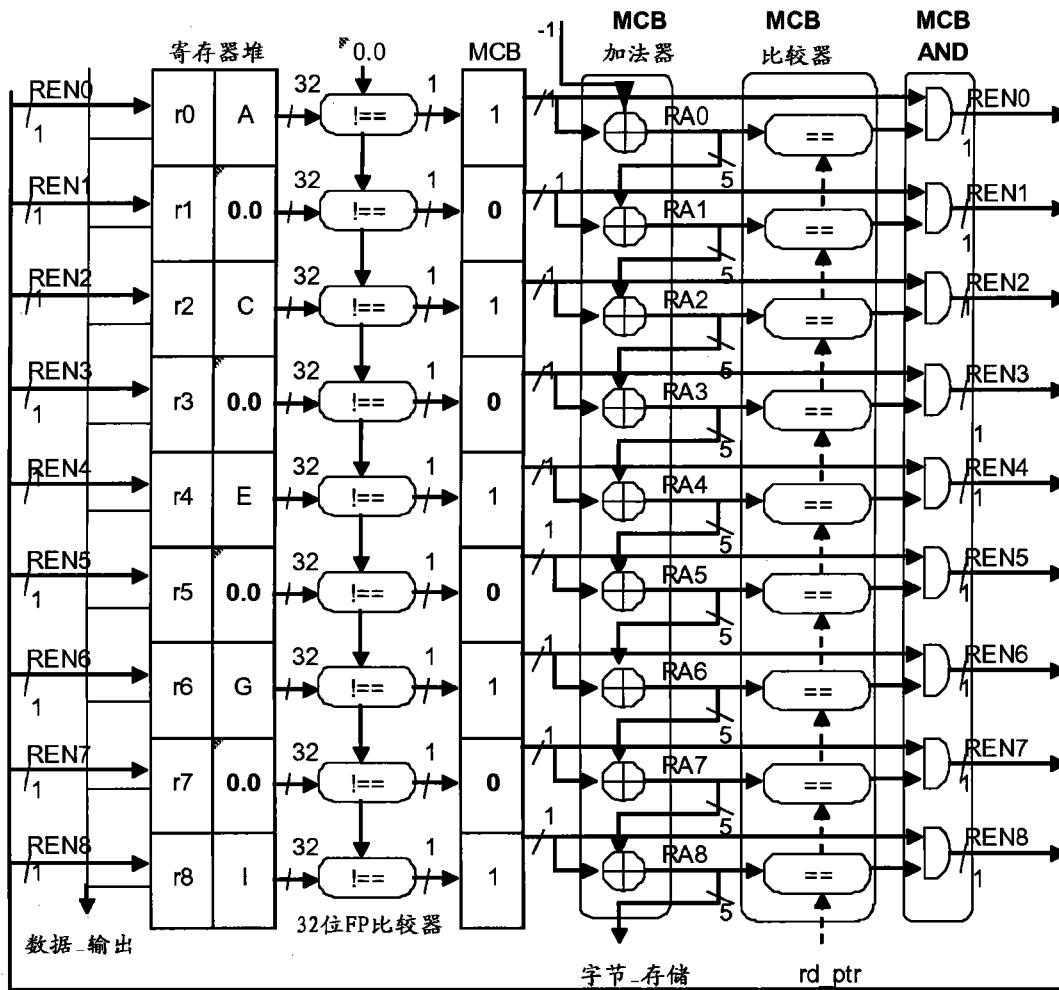 寄存器堆 0.0 MCB -1 MCB 加法器 MCB 比较器 MCB AND
REN0 1 r0 A 32 !== 1 1 1 RA0 5 == REN0 1
REN1 1 r1 0.0 32 !== 1 0 1 RA1 5 == REN1 1
REN2 1 r2 C 32 !== 1 1 1 RA2 5 == REN2 1
REN3 1 r3 0.0 32 !== 1 0 1 RA3 5 == REN3 1
REN4 1 r4 E 32 !== 1 1 1 RA4 5 == REN4 1
REN5 1 r5 0.0 32 !== 1 0 1 RA5 5 == REN5 1
REN6 1 r6 G 32 !== 1 1 1 RA6 5 == REN6 1
REN7 1 r7 0.0 32 !== 1 0 1 RA7 5 == REN7 1
REN8 1 r8 I 32 !== 1 1 1 RA8 5 == REN8 1
数据_输出 32位FP比较器 字节_存储 rd_ptr